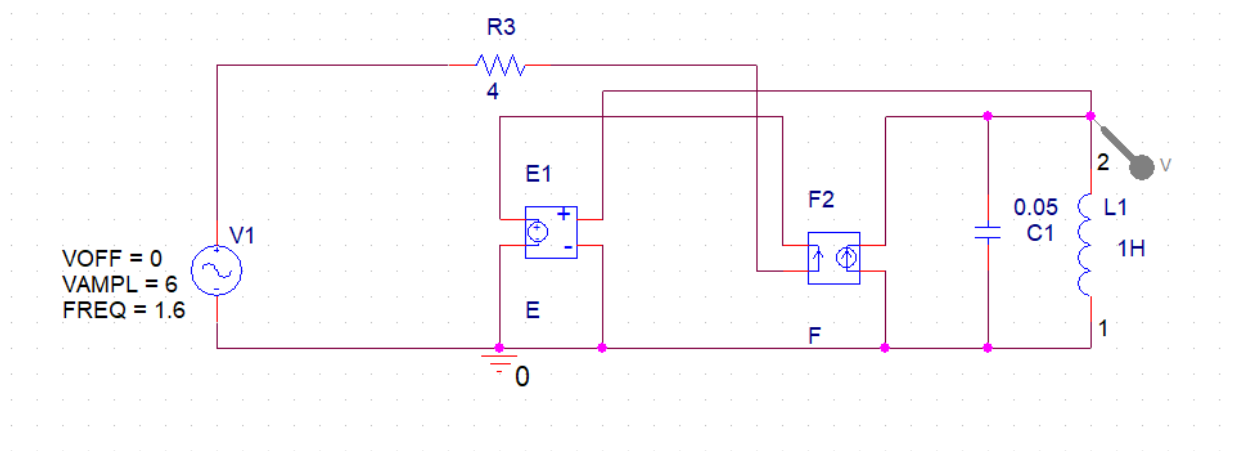 R3
4
E1
E
V1
VOFF = 0
VAMPL = 6
FREQ = 1.6
F2
F
0.05
C1
2
V
L1
1H
1
0
+
-